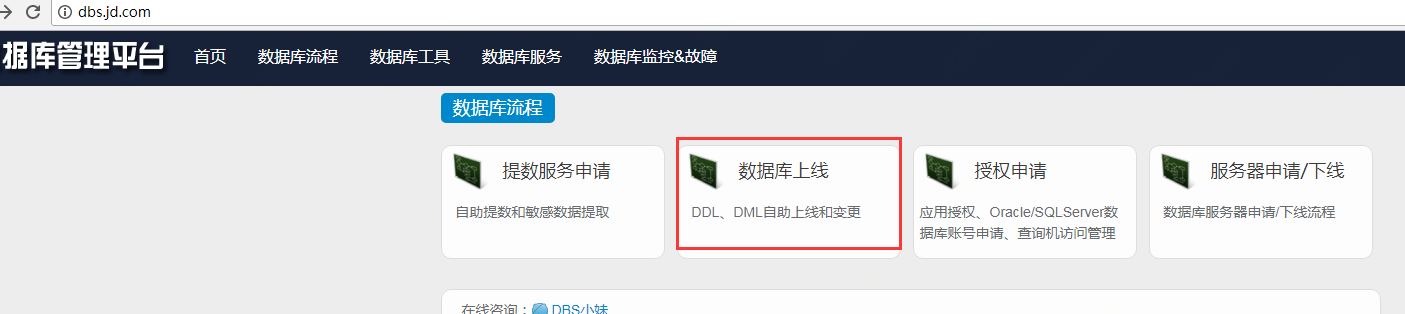 dbs.jd.com
据库管理平台 首页 数据库流程 数据库工具 数据库服务 数据库监控&故障
数据库流程
提数服务申请
自助提数和敏感数据提取
数据库上线
DDL、DML自助上线和变更
授权申请
应用授权、Oracle/SQLServer数
据库账号申请、查询机访问管理
服务器申请/下线
数据库服务器申请/下线流程
在线咨询：DBS小妹